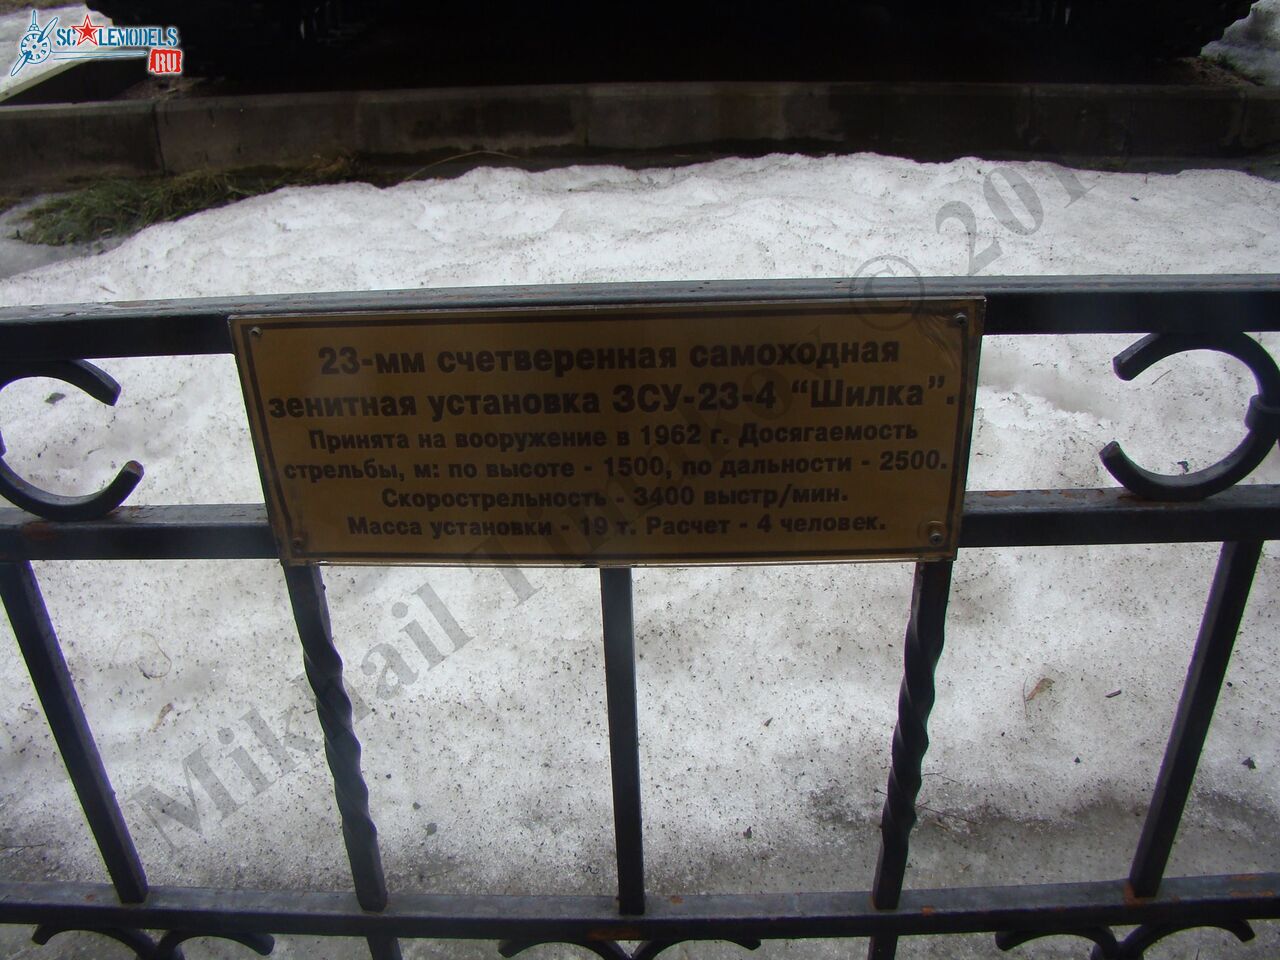 SCALEMODELS
RU
23-мм счетверенная самоходная
зенитная установка ЗСУ-23-4 “Шилка”.
Принята на вооружение в 1962 г. Досягаемость
стрельбы, м: по высоте - 1500, по дальности - 2500.
Скорострельность - 3400 выстр/мин.
Масса установки - 19 т. Расчет - 4 человек.
Mikhail ©